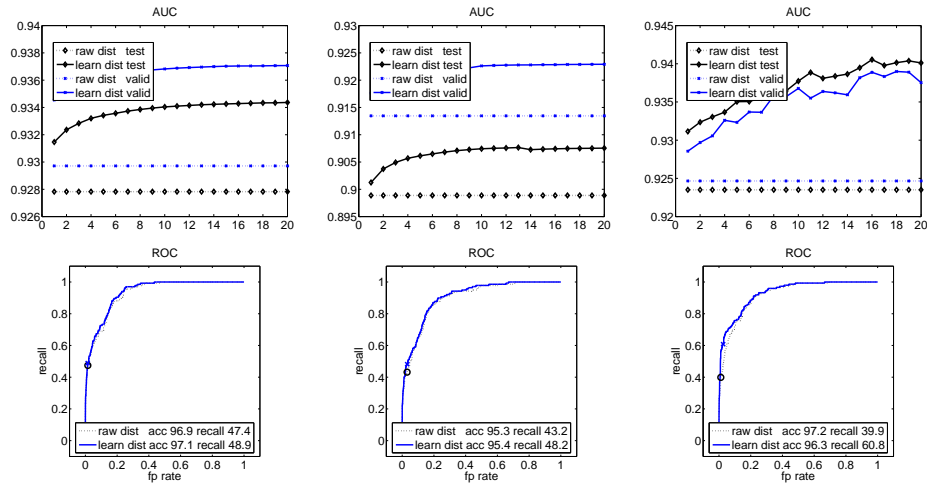 AUC
0.94
0.938
0.936
0.934
0.932
0.93
0.928
0.926
raw dist test
learn dist test
raw dist valid
learn dist valid
0 2 4 6 8 10 12 14 16 18 20
AUC
0.93
0.925
0.92
0.915
0.91
0.905
0.9
0.895
raw dist test
learn dist test
raw dist valid
learn dist valid
0 2 4 6 8 10 12 14 16 18 20
AUC
0.945
0.94
0.935
0.93
0.925
0.92
raw dist test
learn dist test
raw dist valid
learn dist valid
0 2 4 6 8 10 12 14 16 18 20
ROC
recall
1
0.8
0.6
0.4
0.2
0
raw dist acc 96.9 recall 47.4
learn dist acc 97.1 recall 48.9
0 0.2 0.4 0.6 0.8 1
fp rate
ROC
recall
1
0.8
0.6
0.4
0.2
0
raw dist acc 95.3 recall 43.2
learn dist acc 95.4 recall 48.2
0 0.2 0.4 0.6 0.8 1
fp rate
ROC
recall
1
0.8
0.6
0.4
0.2
0
raw dist acc 97.2 recall 39.9
learn dist acc 96.3 recall 60.8
0 0.2 0.4 0.6 0.8 1
fp rate